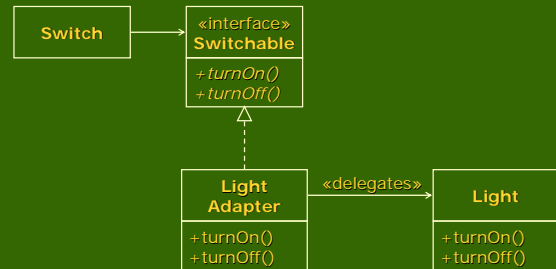 Switch
«interface»
Switchable
+turnOn()
+turnOff()
Light
Adapter
+turnOn()
+turnOff()
«delegates»
Light
+turnOn()
+turnOff()